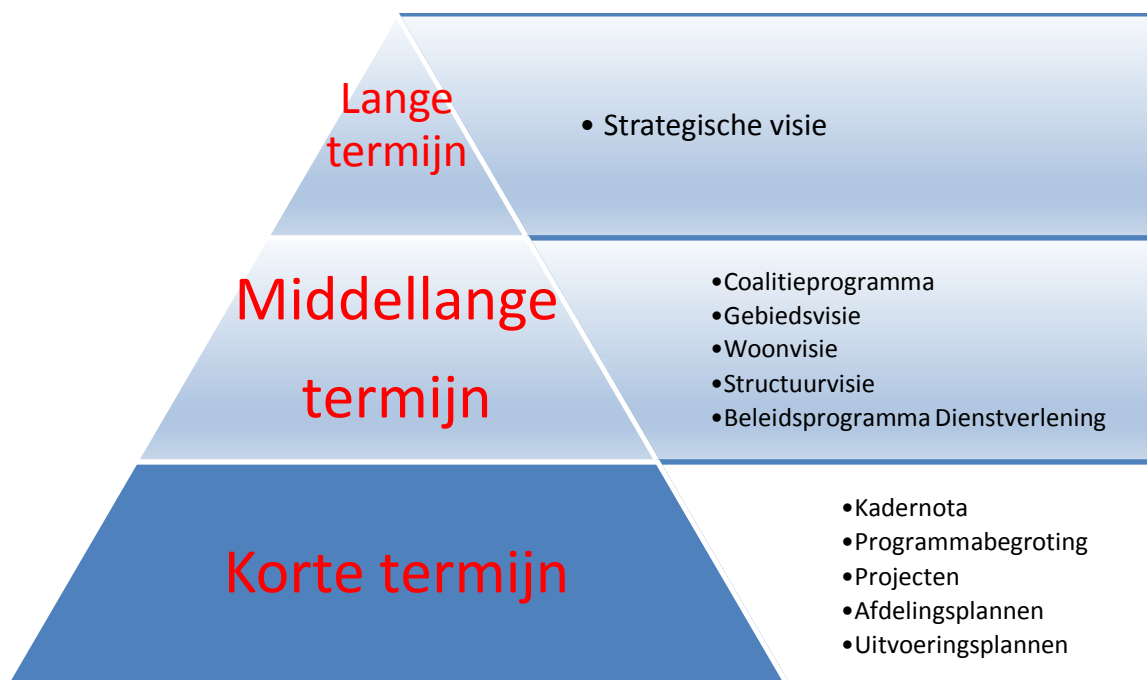 Lange
termijn
• Strategische visie
Middellange
termijn
•Coalitieprogramma
•Gebiedsvisie
•Woonvisie
•Structuurvisie
•Beleidsprogramma Dienstverlening
Korte termijn
•Kadernota
•Programmabegroting
•Projecten
•Afdelingsplannen
•Uitvoeringsplannen